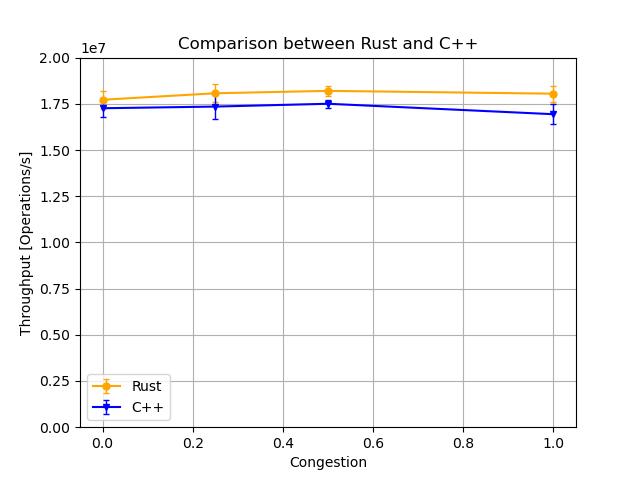 Comparison between Rust and C++
1e7
2.00
1.75
1.50
1.25
1.00
0.75
0.50
0.25
0.00
Throughput [Operations/s]
Rust
C++
0.0 0.2 0.4 0.6 0.8 1.0
Congestion